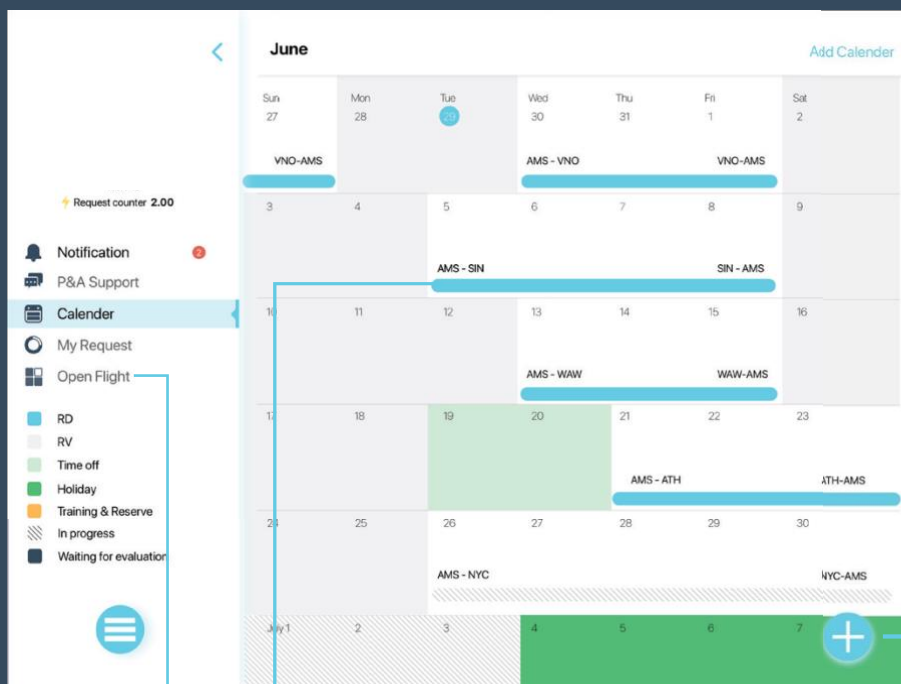 June
Add Calender
Sun Mon Tue Wed Thu Fri Sat
27 28 29 30 31 1 2
VNO-AMS AMS - VNO VNO-AMS
3 4 5 6 7 8 9
AMS - SIN SIN - AMS
10 11 12 13 14 15 16
AMS - WAW WAW-AMS
17 18 19 20 21 22 23
AMS - ATH ATH-AMS
24 25 26 27 28 29 30
AMS - NYC NYC-AMS
July 1 2 3 4 5 6 7
Request counter 2.00
Notification 2
P&A Support
Calender
My Request
Open Flight
RD
RV
Time off
Holiday
Training & Reserve
In progress
Waiting for evaluation